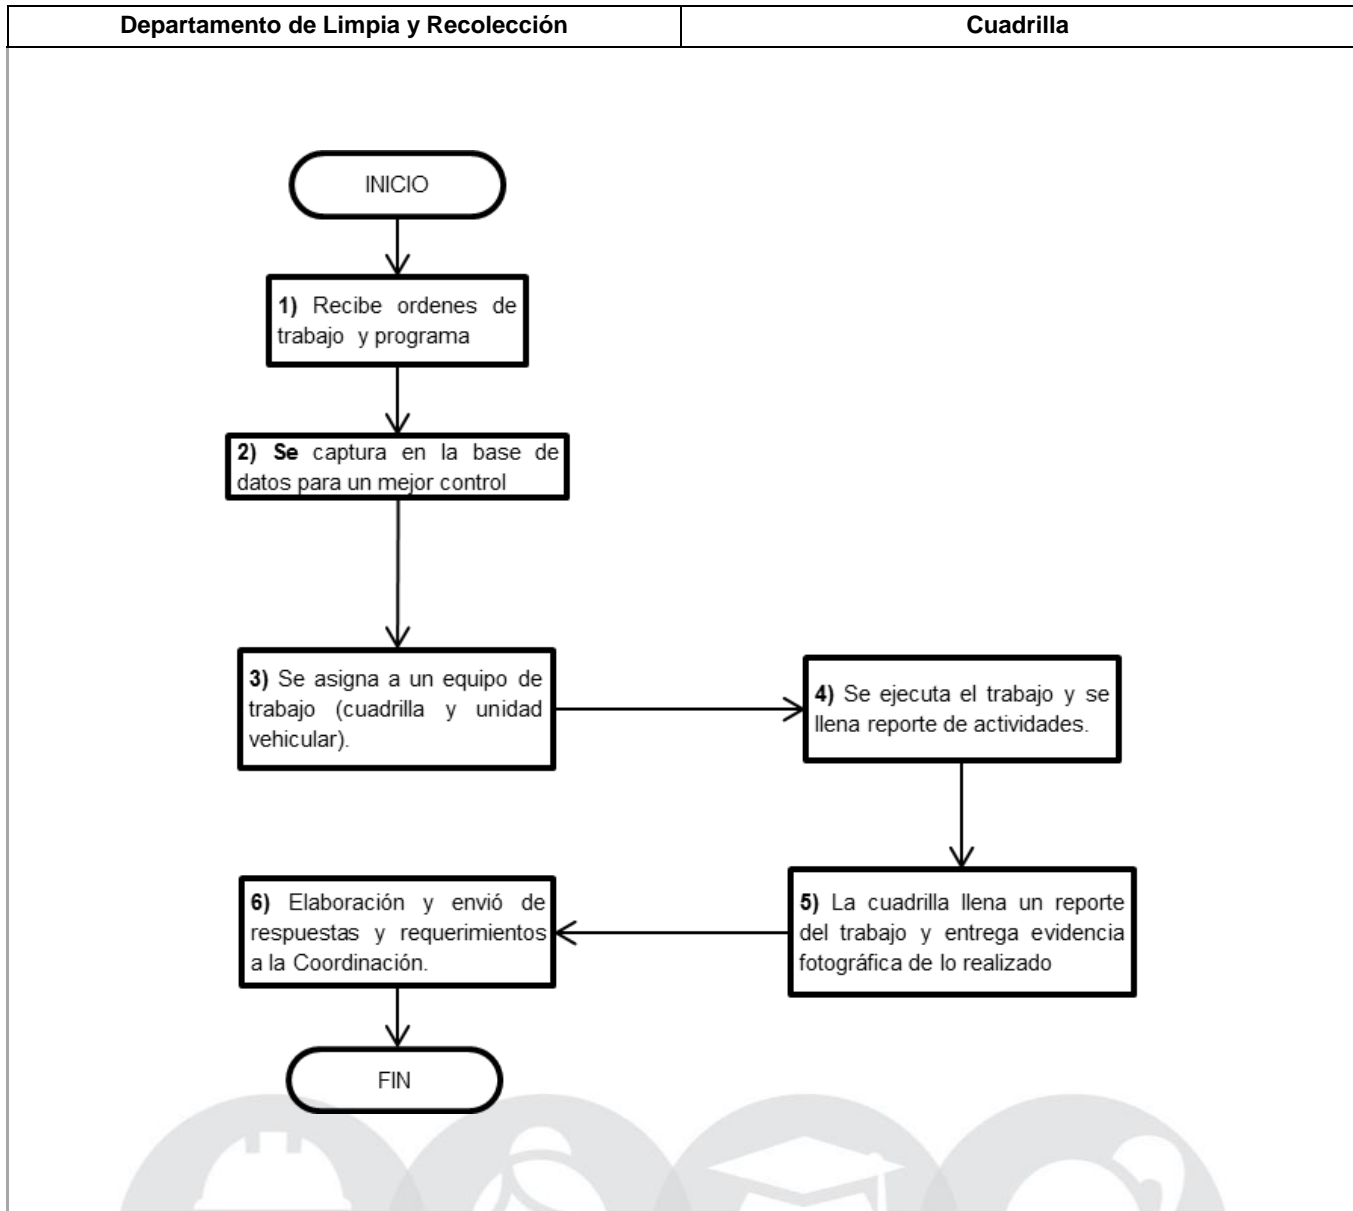 Departamento de Limpia y Recolección
Cuadrilla
INICIO
1) Recibe ordenes de
trabajo y programa
2) Se captura en la base de
datos para un mejor control
3) Se asigna a un equipo de
trabajo (cuadrilla y unidad
vehicular).
4) Se ejecuta el trabajo y se
llena reporte de actividades.
5) La cuadrilla llena un reporte
del trabajo y entrega evidencia
fotográfica de lo realizado
6) Elaboración y envió de
respuestas y requerimientos
a la Coordinación.
FIN